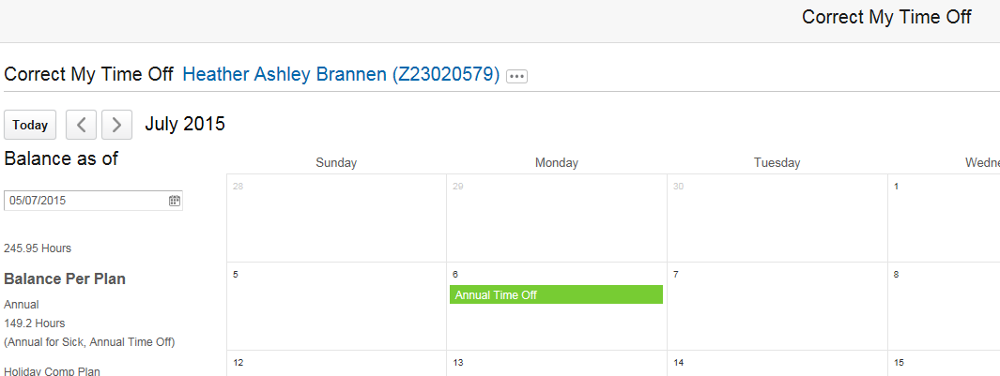 Correct My Time Off
Correct My Time Off Heather Ashley Brannen (Z23020579)
Today July 2015
Balance as of
Sunday Monday Tuesday Wedne
05/07/2015
28 29 30 1
245.95 Hours
Balance Per Plan
5 6 7 8
Annual Time Off
Annual
149.2 Hours
(Annual for Sick, Annual Time Off)
12 13 14 15
Holiday Comp Plan